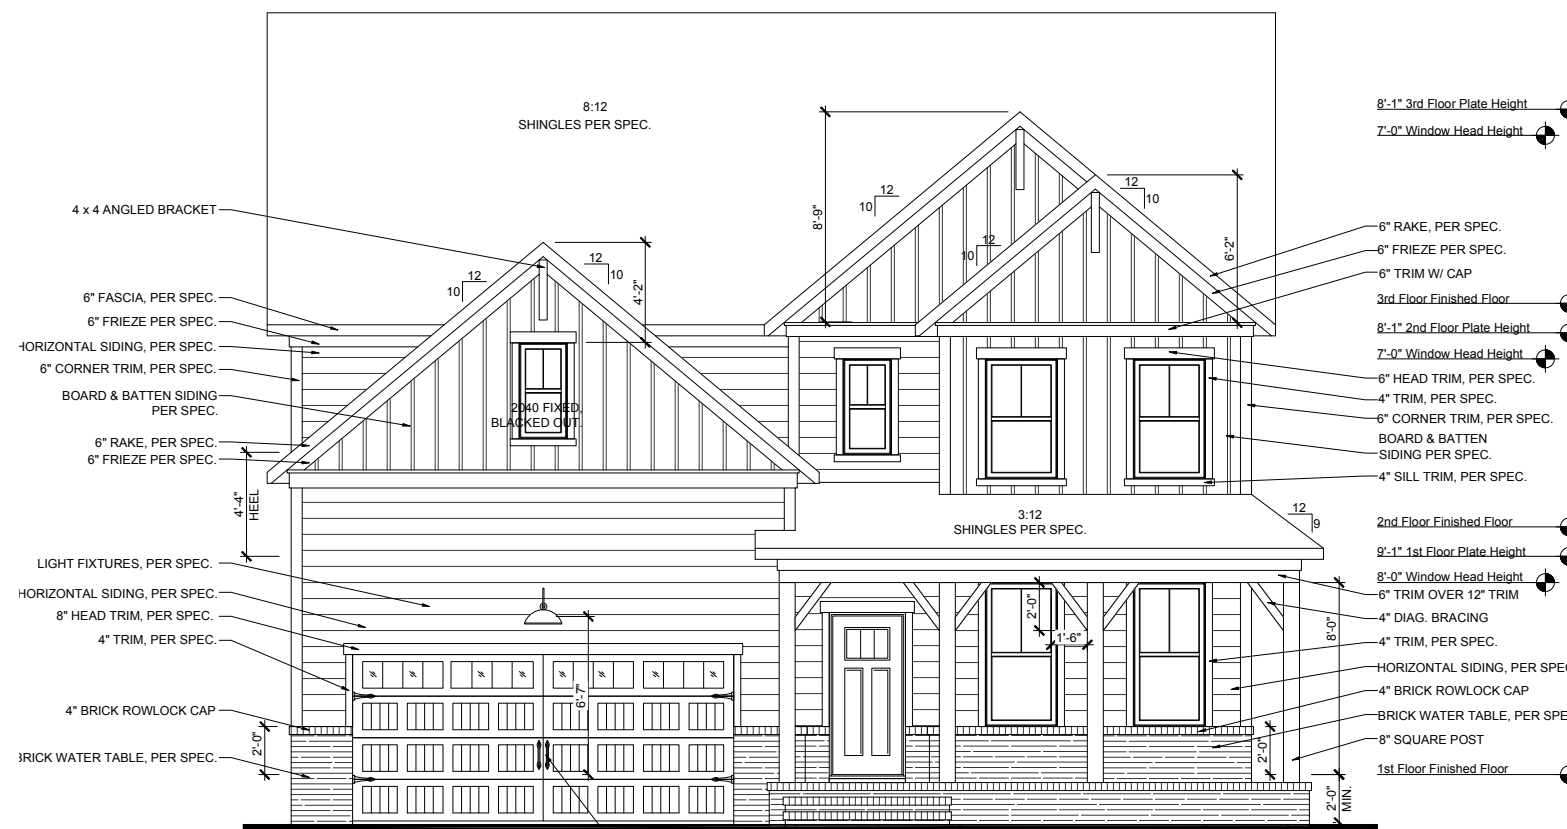 8:12
SHINGLES PER SPEC.
4 x 4 ANGLED BRACKET
6" FASCIA, PER SPEC.
6" FRIEZE PER SPEC.
HORIZONTAL SIDING, PER SPEC.
6" CORNER TRIM, PER SPEC.
BOARD & BATTEN SIDING
PER SPEC.
6" RAKE, PER SPEC.
6" FRIEZE PER SPEC.
4'-4"
HEEL
LIGHT FIXTURES, PER SPEC.
HORIZONTAL SIDING, PER SPEC.
8" HEAD TRIM, PER SPEC.
4" TRIM, PER SPEC.
4" BRICK ROWLOCK CAP
2'-0"
BRICK WATER TABLE, PER SPEC.
12
10
12
10
4'-2"
2040 FIXED,
BLACKED OUT.
6'-7"
8'-9"
12
10
12
10
12
10
6'-2"
3:12
SHINGLES PER SPEC.
12
9
2'-0"
1'-6"
8'-0"
2'-0"
2'-0"
MIN.
8'-1" 3rd Floor Plate Height
7'-0" Window Head Height
6" RAKE, PER SPEC.
6" FRIEZE PER SPEC.
6" TRIM W/ CAP
3rd Floor Finished Floor
8'-1" 2nd Floor Plate Height
7'-0" Window Head Height
6" HEAD TRIM, PER SPEC.
4" TRIM, PER SPEC.
6" CORNER TRIM, PER SPEC.
BOARD & BATTEN
SIDING PER SPEC.
4" SILL TRIM, PER SPEC.
2nd Floor Finished Floor
9'-1" 1st Floor Plate Height
8'-0" Window Head Height
6" TRIM OVER 12" TRIM
4" DIAG. BRACING
4" TRIM, PER SPEC.
HORIZONTAL SIDING, PER SPEC
4" BRICK ROWLOCK CAP
BRICK WATER TABLE, PER SPE
8" SQUARE POST
1st Floor Finished Floor